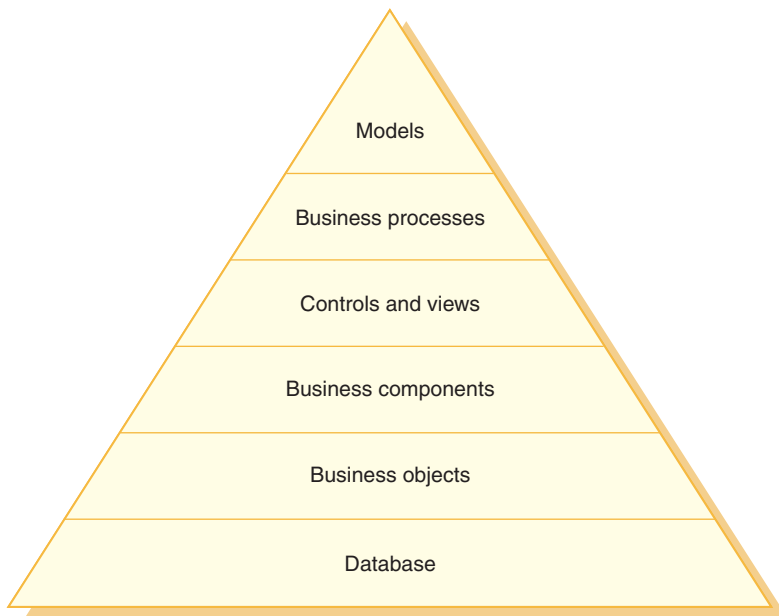 Models
Business processes
Controls and views
Business components
Business objects
Database